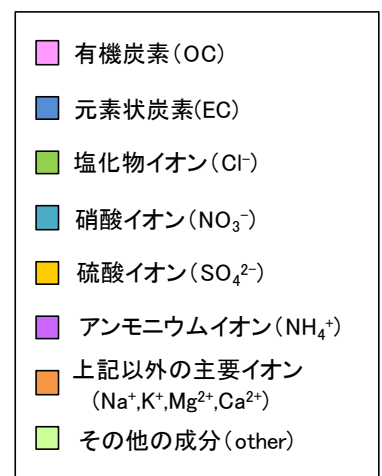 有機炭素（OC）
元素状炭素(EC)
塩化物イオン（Cl⁻）
硝酸イオン（NO₃⁻）
硫酸イオン（SO₄²⁻）
アンモニウムイオン（NH₄⁺）
上記以外の主要イオン
（Na⁺,K⁺,Mg²⁺,Ca²⁺）
その他の成分（other）